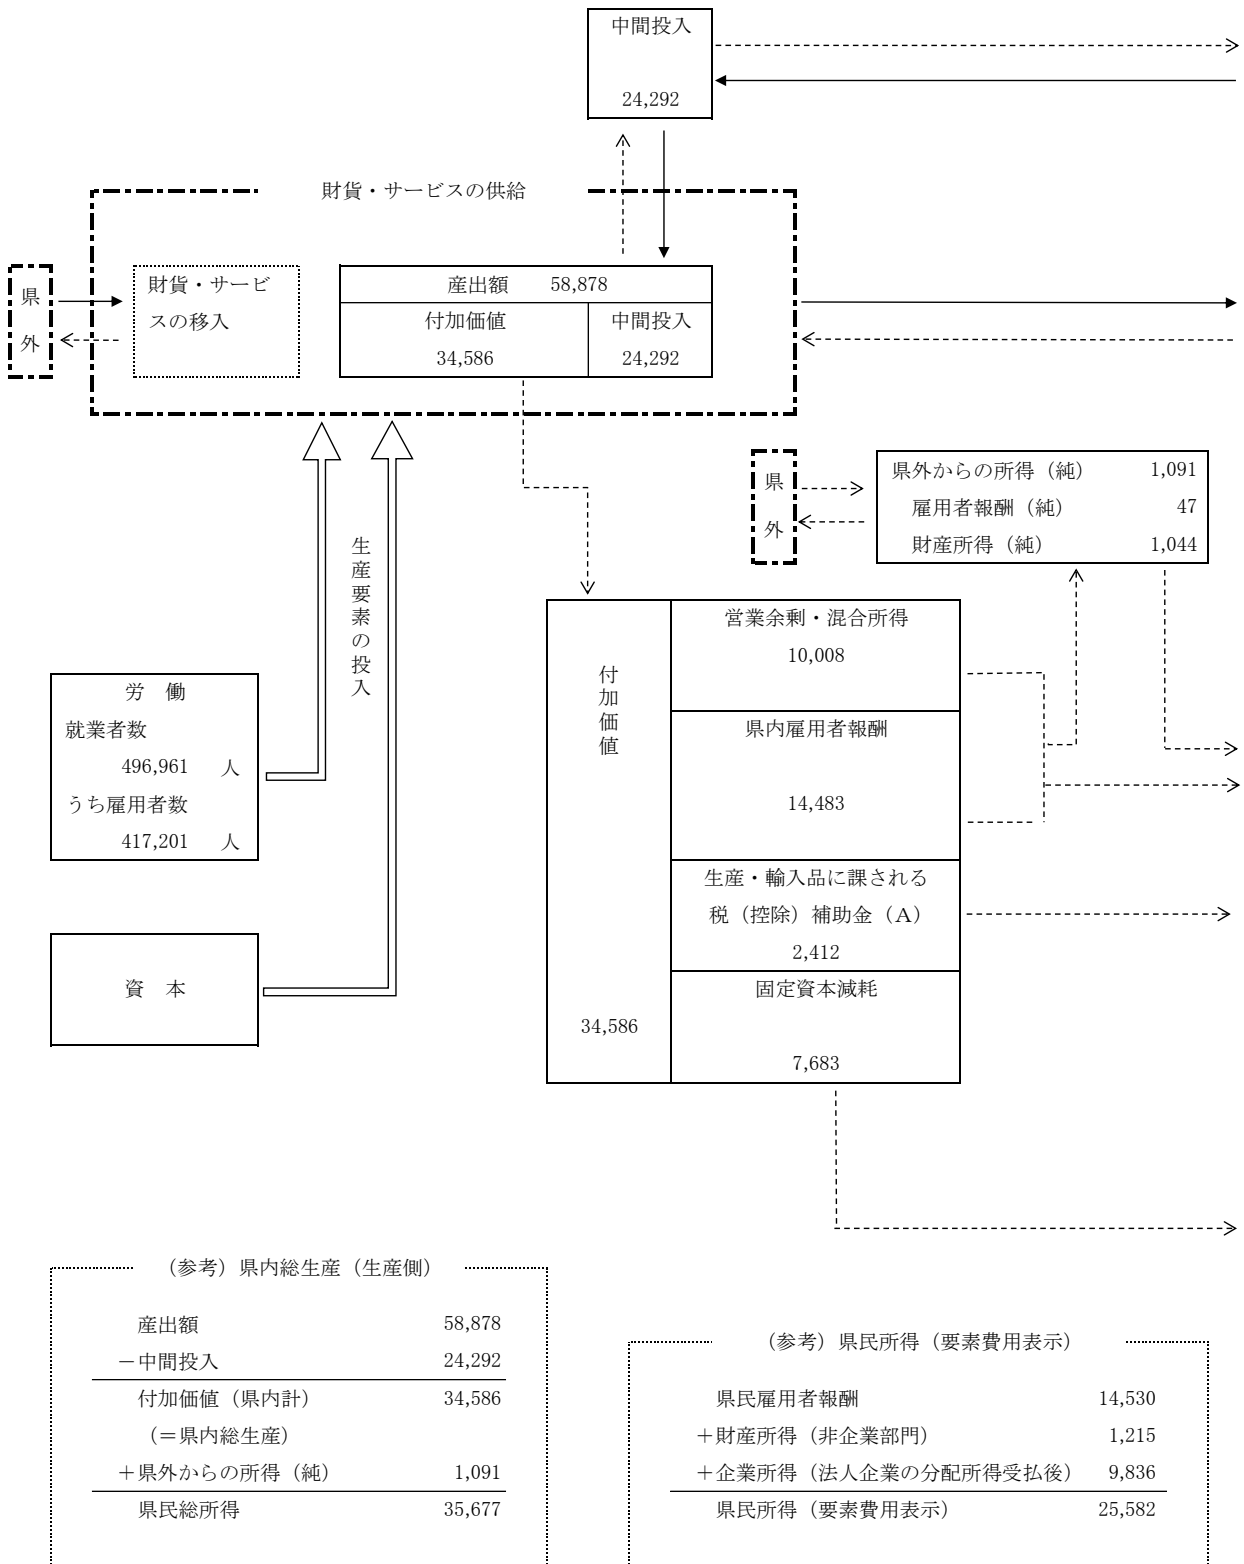 中間投入
24,292
財貨・サービスの供給
県
外
財貨・サービ
スの移入
産出額 58,878
付加価値 中間投入
34,586 24,292
県
外
県外からの所得（純） 1,091
雇用者報酬（純） 47
財産所得（純） 1,044
生産要素の投入
労　働
就業者数
496,961 人
うち雇用者数
417,201 人
資　本
付加価値
34,586
営業余剰・混合所得
10,008
県内雇用者報酬
14,483
生産・輸入品に課される
税（控除）補助金（A）
2,412
固定資本減耗
7,683
（参考）県内総生産（生産側）
産出額 58,878
－中間投入 24,292
付加価値（県内計） 34,586
（＝県内総生産）
＋県外からの所得（純） 1,091
県民総所得 35,677
（参考）県民所得（要素費用表示）
県民雇用者報酬 14,530
＋財産所得（非企業部門） 1,215
＋企業所得（法人企業の分配所得受払後） 9,836
県民所得（要素費用表示） 25,582